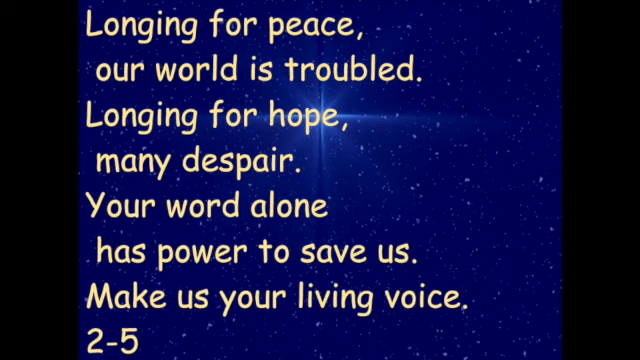 Longing for peace,
our world is troubled.
Longing for hope,
many despair.
Your word alone
has power to save us.
Make us your living voice.
2-5